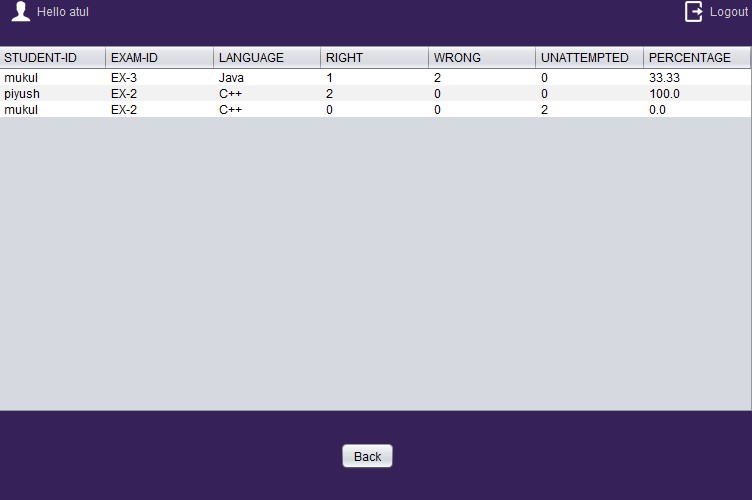 Hello atul Logout
STUDENT-ID EXAM-ID LANGUAGE RIGHT WRONG UNATTEMPTED PERCENTAGE
mukul EX-3 Java 1 2 0 33.33
piyush EX-2 C++ 2 0 0 100.0
mukul EX-2 C++ 0 0 2 0.0
Back